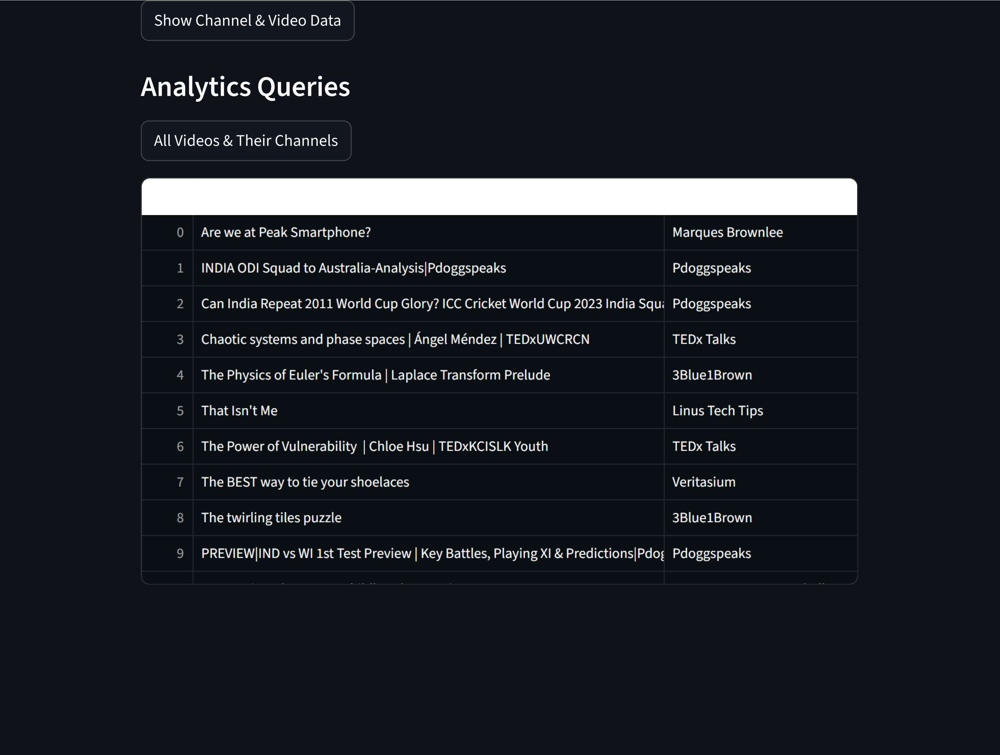 Show Channel & Video Data
Analytics Queries
All Videos & Their Channels
0 Are we at Peak Smartphone? Marques Brownlee
1 INDIA ODI Squad to Australia-Analysis|Pdoggspeaks Pdoggspeaks
2 Can India Repeat 2011 World Cup Glory? ICC Cricket World Cup 2023 India Pdoggspeaks
3 Chaotic systems and phase spaces | Ángel Méndez | TEDxUWCRCN TEDx Talks
4 The Physics of Euler's Formula | Laplace Transform Prelude 3Blue1Brown
5 That Isn't Me Linus Tech Tips
6 The Power of Vulnerability | Chloe Hsu | TEDxKCISLK Youth TEDx Talks
7 The BEST way to tie your shoelaces Veritasium
8 The twirling tiles puzzle 3Blue1Brown
9 PREVIEW|IND vs WI 1st Test Preview | Key Battles, Playing XI & Predictions| Pdoggspeaks